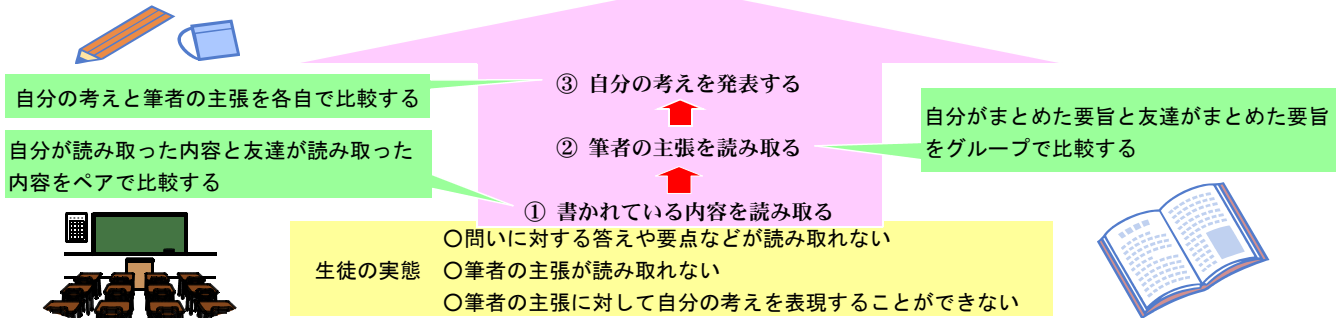 ③ 自分の考えを発表する
自分の考えと筆者の主張を各自で比較する
自分がまとめた要旨と友達がまとめた要旨
をグループで比較する
② 筆者の主張を読み取る
自分が読み取った内容と友達が読み取った
内容をペアで比較する
① 書かれている内容を読み取る
生徒の実態
○問いに対する答えや要点などが読み取れない
○筆者の主張が読み取れない
○筆者の主張に対して自分の考えを表現することができない